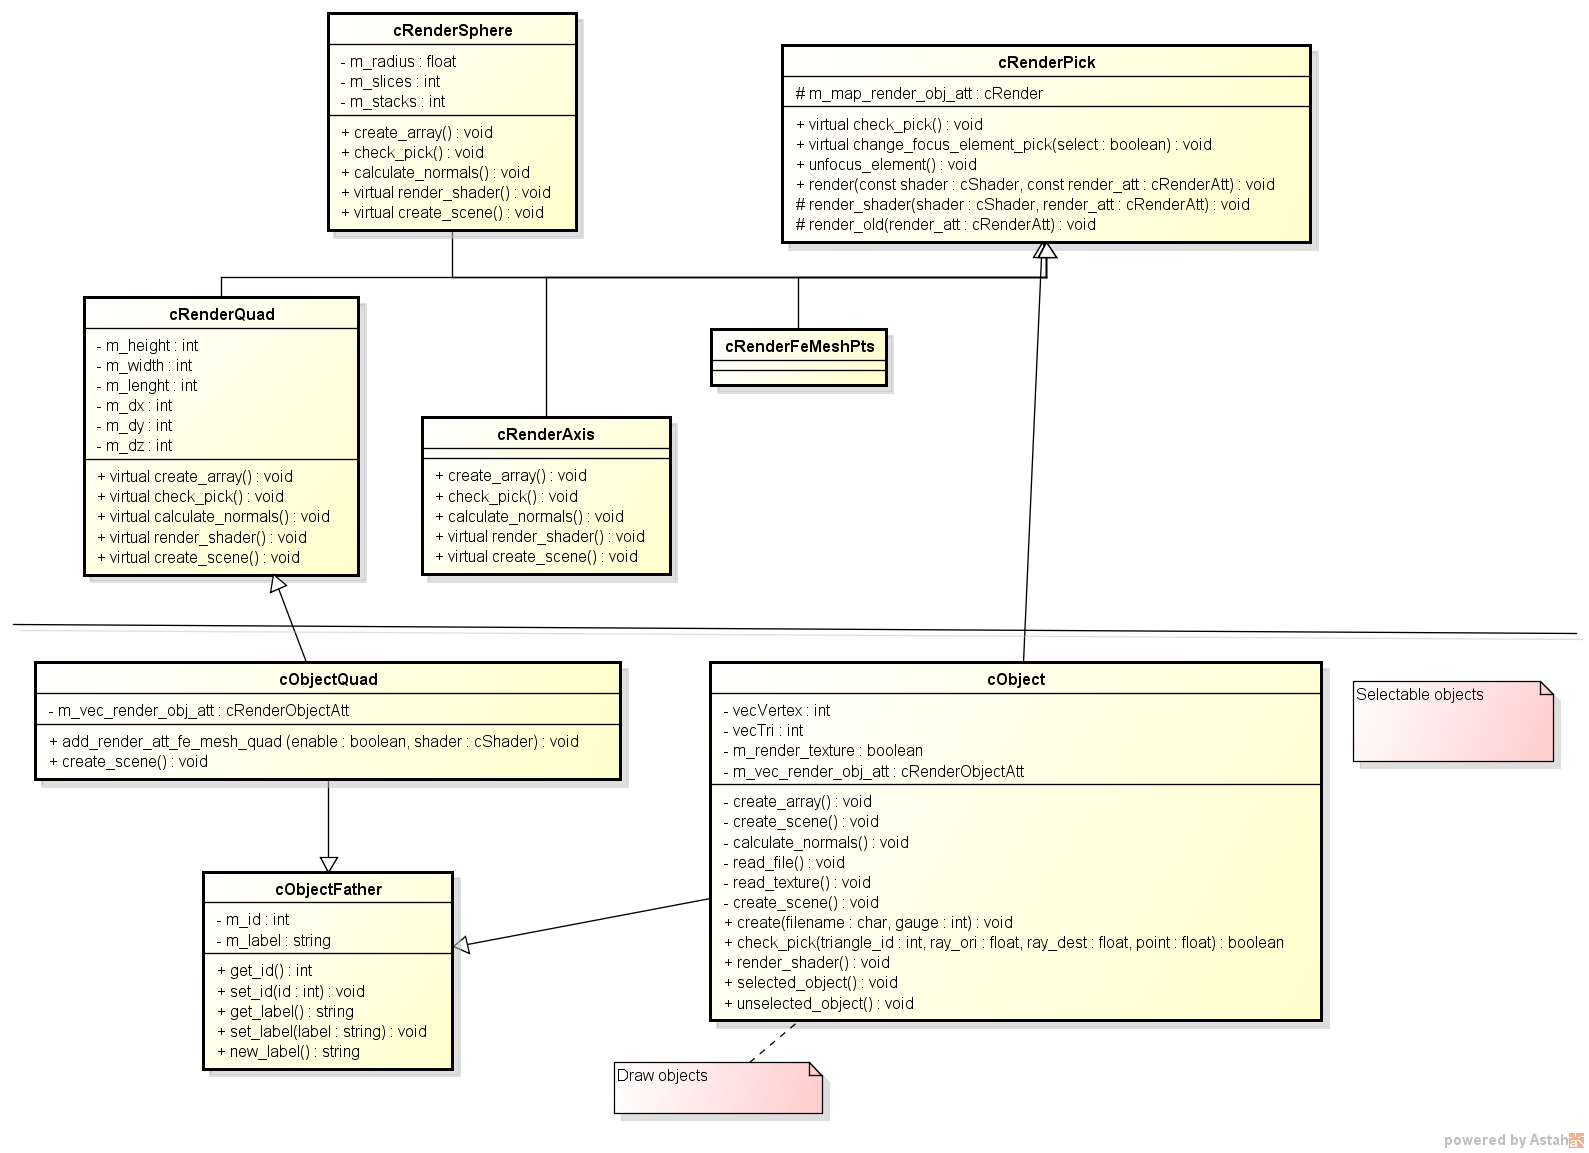 cRenderSphere
- m_radius : float
- m_slices : int
- m_stacks : int
+ create_array() : void
+ check_pick() : void
+ calculate_normals() : void
+ virtual render_shader() : void
+ virtual create_scene() : void
cRenderPick
# m_map_render_obj_att : cRender
+ virtual check_pick() : void
+ virtual change_focus_element_pick(select : boolean) : void
+ unfocus_element() : void
+ render(const shader : cShader, const render_att : cRenderAtt) : void
# render_shader(shader : cShader, render_att : cRenderAtt) : void
# render_old(render_att : cRenderAtt) : void
cRenderQuad
- m_height : int
- m_width : int
- m_lenght : int
- m_dx : int
- m_dy : int
- m_dz : int
+ virtual create_array() : void
+ virtual check_pick() : void
+ virtual calculate_normals() : void
+ virtual render_shader() : void
+ virtual create_scene() : void
cRenderFeMeshPts
cRenderAxis
+ create_array() : void
+ check_pick() : void
+ calculate_normals() : void
+ virtual render_shader() : void
+ virtual create_scene() : void
cObjectQuad
- m_vec_render_obj_att : cRenderObjectAtt
+ add_render_att_fe_mesh_quad (enable : boolean, shader : cShader) : void
+ create_scene() : void
cObject
- vecVertex : int
- vecTri : int
- m_render_texture : boolean
- m_vec_render_obj_att : cRenderObjectAtt
- create_array() : void
- create_scene() : void
- calculate_normals() : void
- read_file() : void
- read_texture() : void
- create_scene() : void
+ create(filename : char, gauge : int) : void
+ check_pick(triangle_id : int, ray_ori : float, ray_dest : float, point : float) : boolean
+ render_shader() : void
+ selected_object() : void
+ unselected_object() : void
Selectable objects
cObjectFather
- m_id : int
- m_label : string
+ get_id() : int
+ set_id(id : int) : void
+ get_label() : string
+ set_label(label : string) : void
+ new_label() : string
Draw objects
powered by Astah